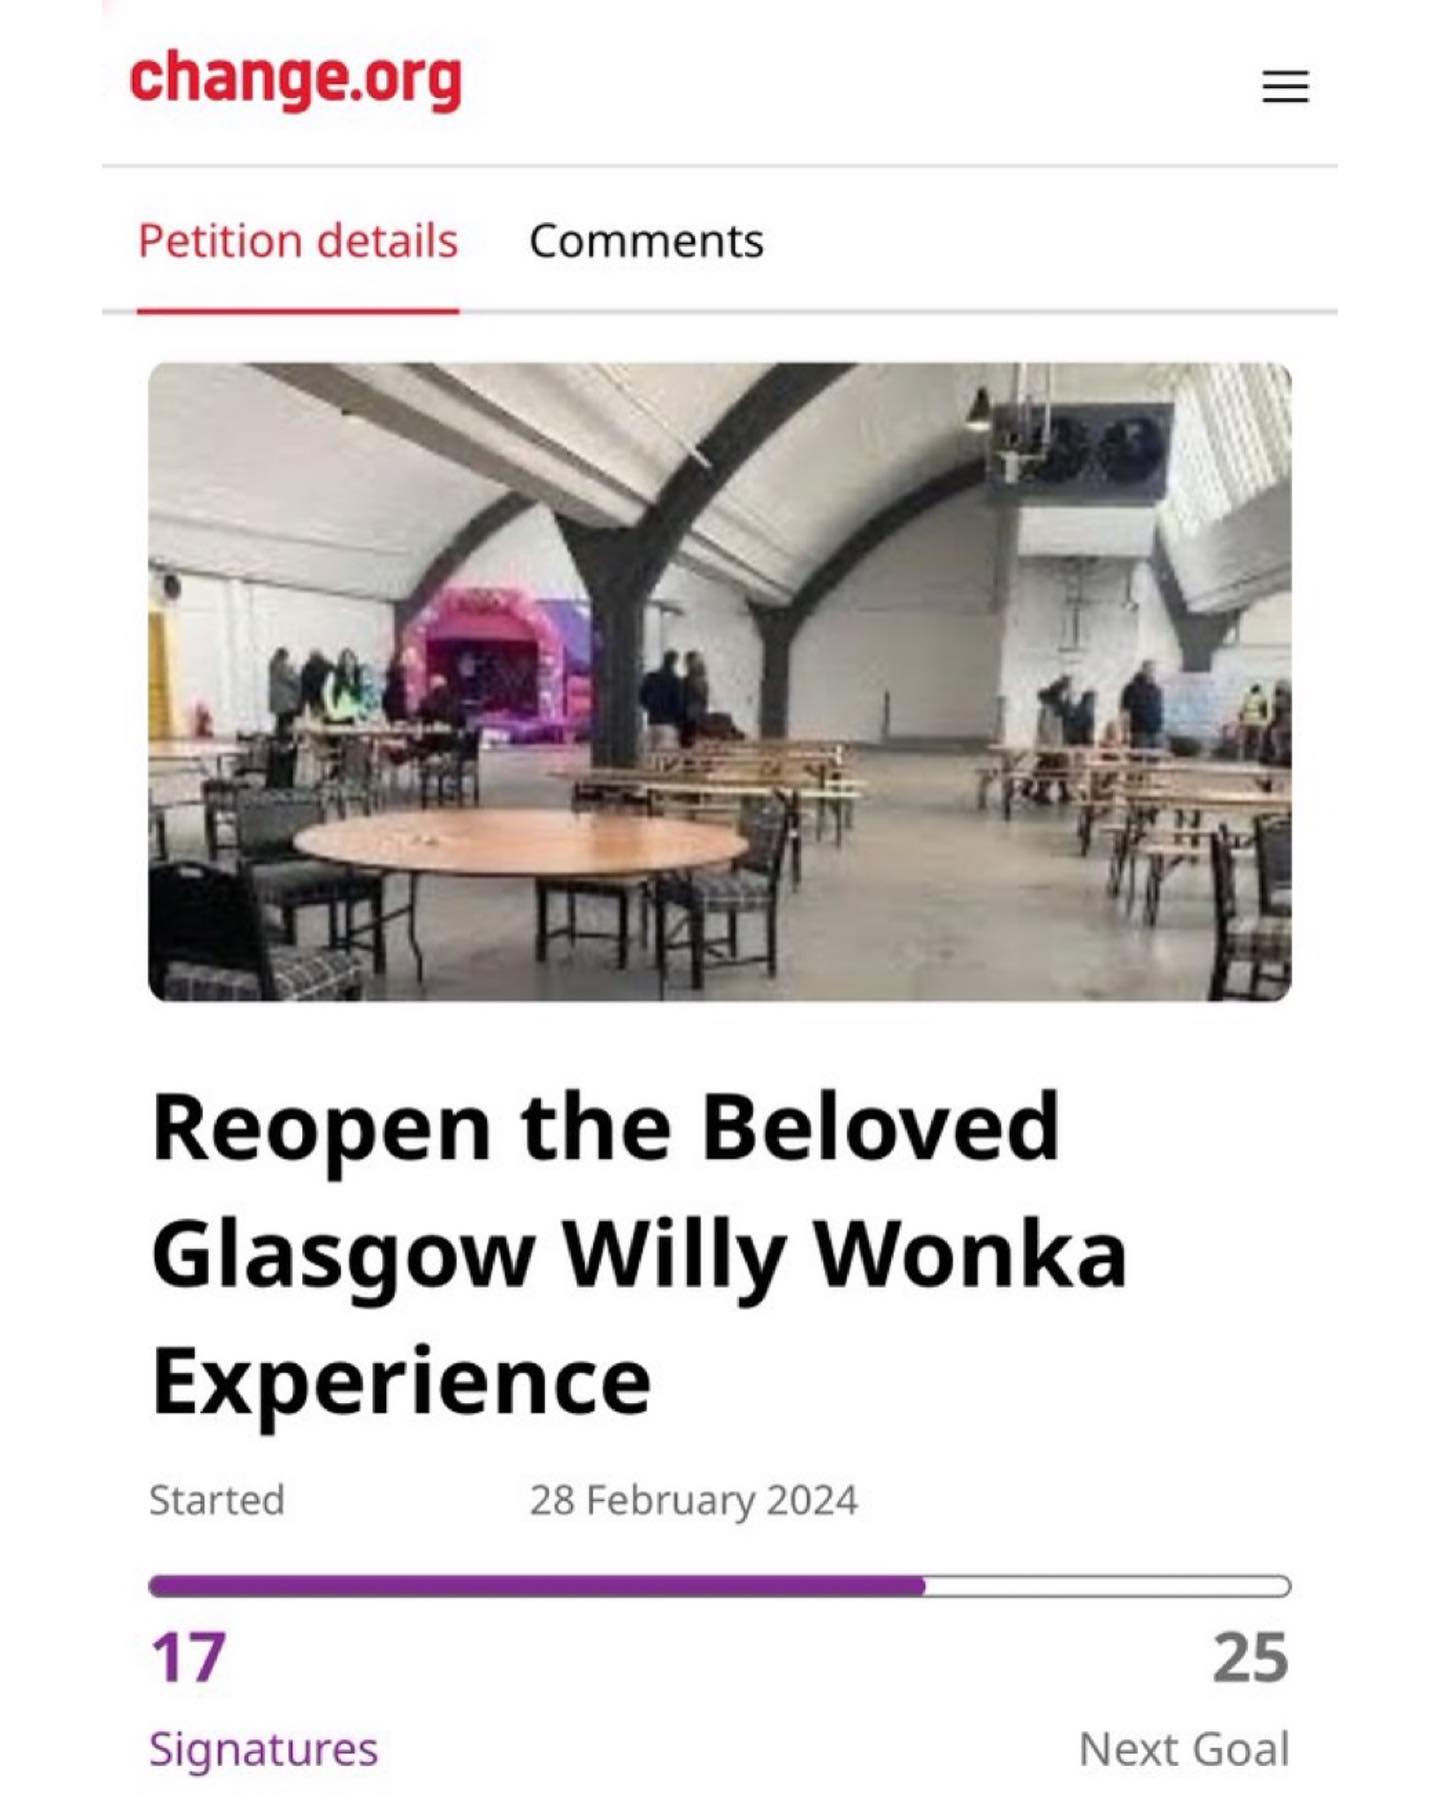 change.org
Petition details
Comments
Reopen the Beloved
Glasgow Willy Wonka
Experience
Started
28 February 2024
17
25
Signatures
Next Goal